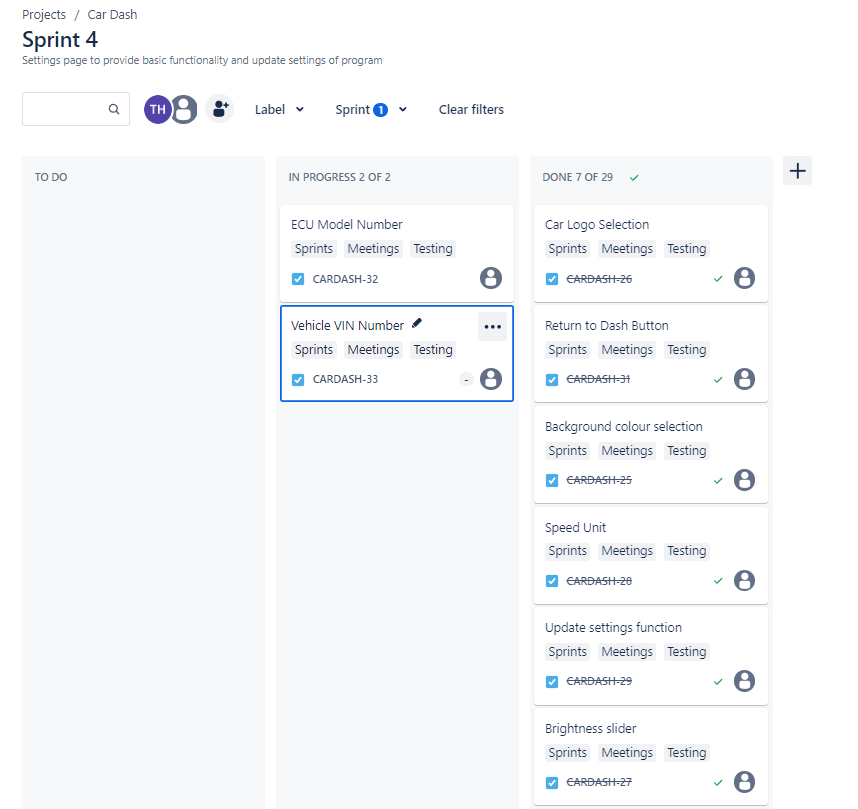 Projects / Car Dash
Sprint 4
Settings page to provide basic functionality and update settings of program
TH
Label
Sprint 1
Clear filters
TO DO
IN PROGRESS 2 OF 2
ECU Model Number
Sprints Meetings Testing
CARDASH-32
Vehicle VIN Number
Sprints Meetings Testing
CARDASH-33 -
DONE 7 OF 29
Car Logo Selection
Sprints Meetings Testing
CARDASH-26
Return to Dash Button
Sprints Meetings Testing
CARDASH-31
Background colour selection
Sprints Meetings Testing
CARDASH-25
Speed Unit
Sprints Meetings Testing
CARDASH-28
Update settings function
Sprints Meetings Testing
CARDASH-29
Brightness slider
Sprints Meetings Testing
CARDASH-27